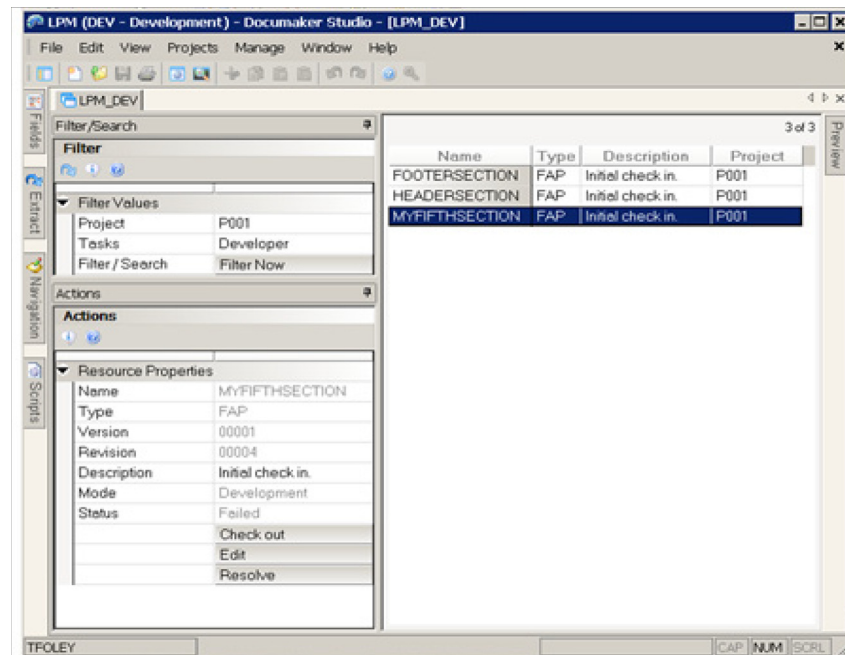 LPM (DEV - Development) - Documaker Studio - [LPM_DEV]
File Edit View Projects Manage Window Help
LPM_DEV
Fields
Extract
Navigation
Scripts
Filter/Search
Filter
Filter Values
Project P001
Tasks Developer
Filter / Search Filter Now
Actions
Actions
Resource Properties
Name MYFIFTHSECTION
Type FAP
Version 00001
Revision 00004
Description Initial check in.
Mode Development
Status Failed
Check out
Edit
Resolve
3 of 3
Name Type Description Project
FOOTERSECTION FAP Initial check in. P001
HEADERSECTION FAP Initial check in. P001
MYFIFTHSECTION FAP Initial check in. P001
Preview
TFOLEY CAP NUM SCRL